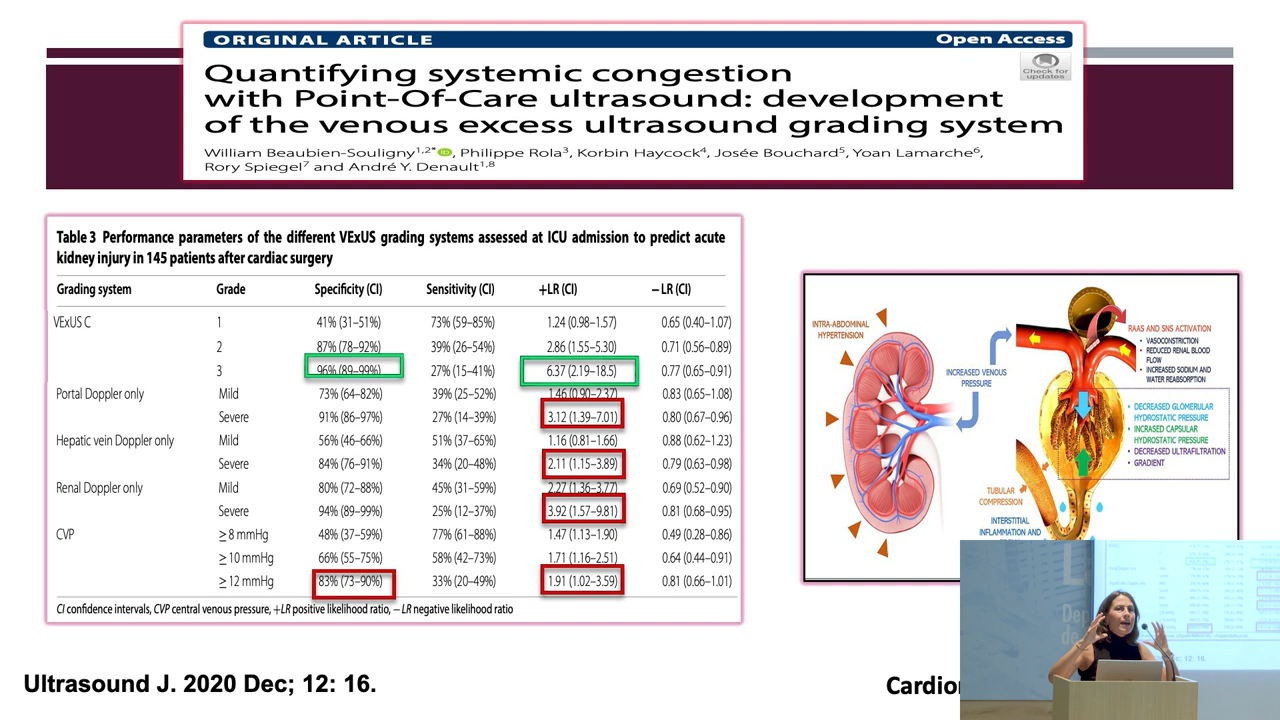 ORIGINAL ARTICLE
Open Access
Quantifying systemic congestion
with Point-Of-Care ultrasound: development
of the venous excess ultrasound grading system
Check for
updates
William Beaubien-Souligny1,2*, Philippe Rola3, Korbin Haycock4, Josée Bouchard5, Yoan Lamarche6,
Rory Spiegel7 and André Y. Denault1,8
Table 3 Performance parameters of the different VExUS grading systems assessed at ICU admission to predict acute
kidney injury in 145 patients after cardiac surgery
Grading system Grade Specificity (CI) Sensitivity (CI) +LR (CI) − LR (CI)
VExUS C 1 41% (31–51%) 73% (59–85%) 1.24 (0.98–1.57) 0.65 (0.40–1.07)
2 87% (78–92%) 39% (26–54%) 2.86 (1.55–5.30) 0.71 (0.56–0.89)
3 96% (89–99%) 27% (15–41%) 6.37 (2.19–18.5) 0.77 (0.65–0.91)
Portal Doppler only Mild 73% (64–82%) 39% (25–52%) 1.46 (0.90–2.37) 0.83 (0.65–1.08)
Severe 91% (86–97%) 27% (14–39%) 3.12 (1.39–7.01) 0.80 (0.67–0.96)
Hepatic vein Doppler only Mild 56% (46–66%) 51% (37–65%) 1.16 (0.81–1.66) 0.88 (0.62–1.23)
Severe 84% (76–91%) 34% (20–48%) 2.11 (1.15–3.89) 0.79 (0.63–0.98)
Renal Doppler only Mild 80% (72–88%) 45% (31–59%) 2.27 (1.36–3.77) 0.69 (0.52–0.90)
Severe 94% (89–99%) 25% (12–37%) 3.92 (1.57–9.81) 0.81 (0.68–0.95)
CVP ≥ 8 mmHg 48% (37–59%) 77% (61–88%) 1.47 (1.13–1.90) 0.49 (0.28–0.86)
≥ 10 mmHg 66% (55–75%) 58% (42–73%) 1.71 (1.16–2.51) 0.64 (0.44–0.91)
≥ 12 mmHg 83% (73–90%) 33% (20–49%) 1.91 (1.02–3.59) 0.81 (0.66–1.01)
CI confidence intervals, CVP central venous pressure, +LR positive likelihood ratio, − LR negative likelihood ratio
INTRA-ABDOMINAL
HYPERTENSION
INCREASED VENOUS
PRESSURE
RAAS AND SNS ACTIVATION
• VASOCONSTRICTION
• REDUCED RENAL BLOOD
FLOW
• INCREASED SODIUM AND
WATER REABSORPTION
• DECREASED GLOMERULAR
HYDROSTATIC PRESSURE
• INCRASED CAPSULAR
HYDROSTATIC PRESSURE
• DECREASED ULTRAFILTRATION
• GRADIENT
TUBULAR
COMPRESSION
INTERSTITIAL
INFLAMMATION AND
Ultrasound J. 2020 Dec; 12: 16.